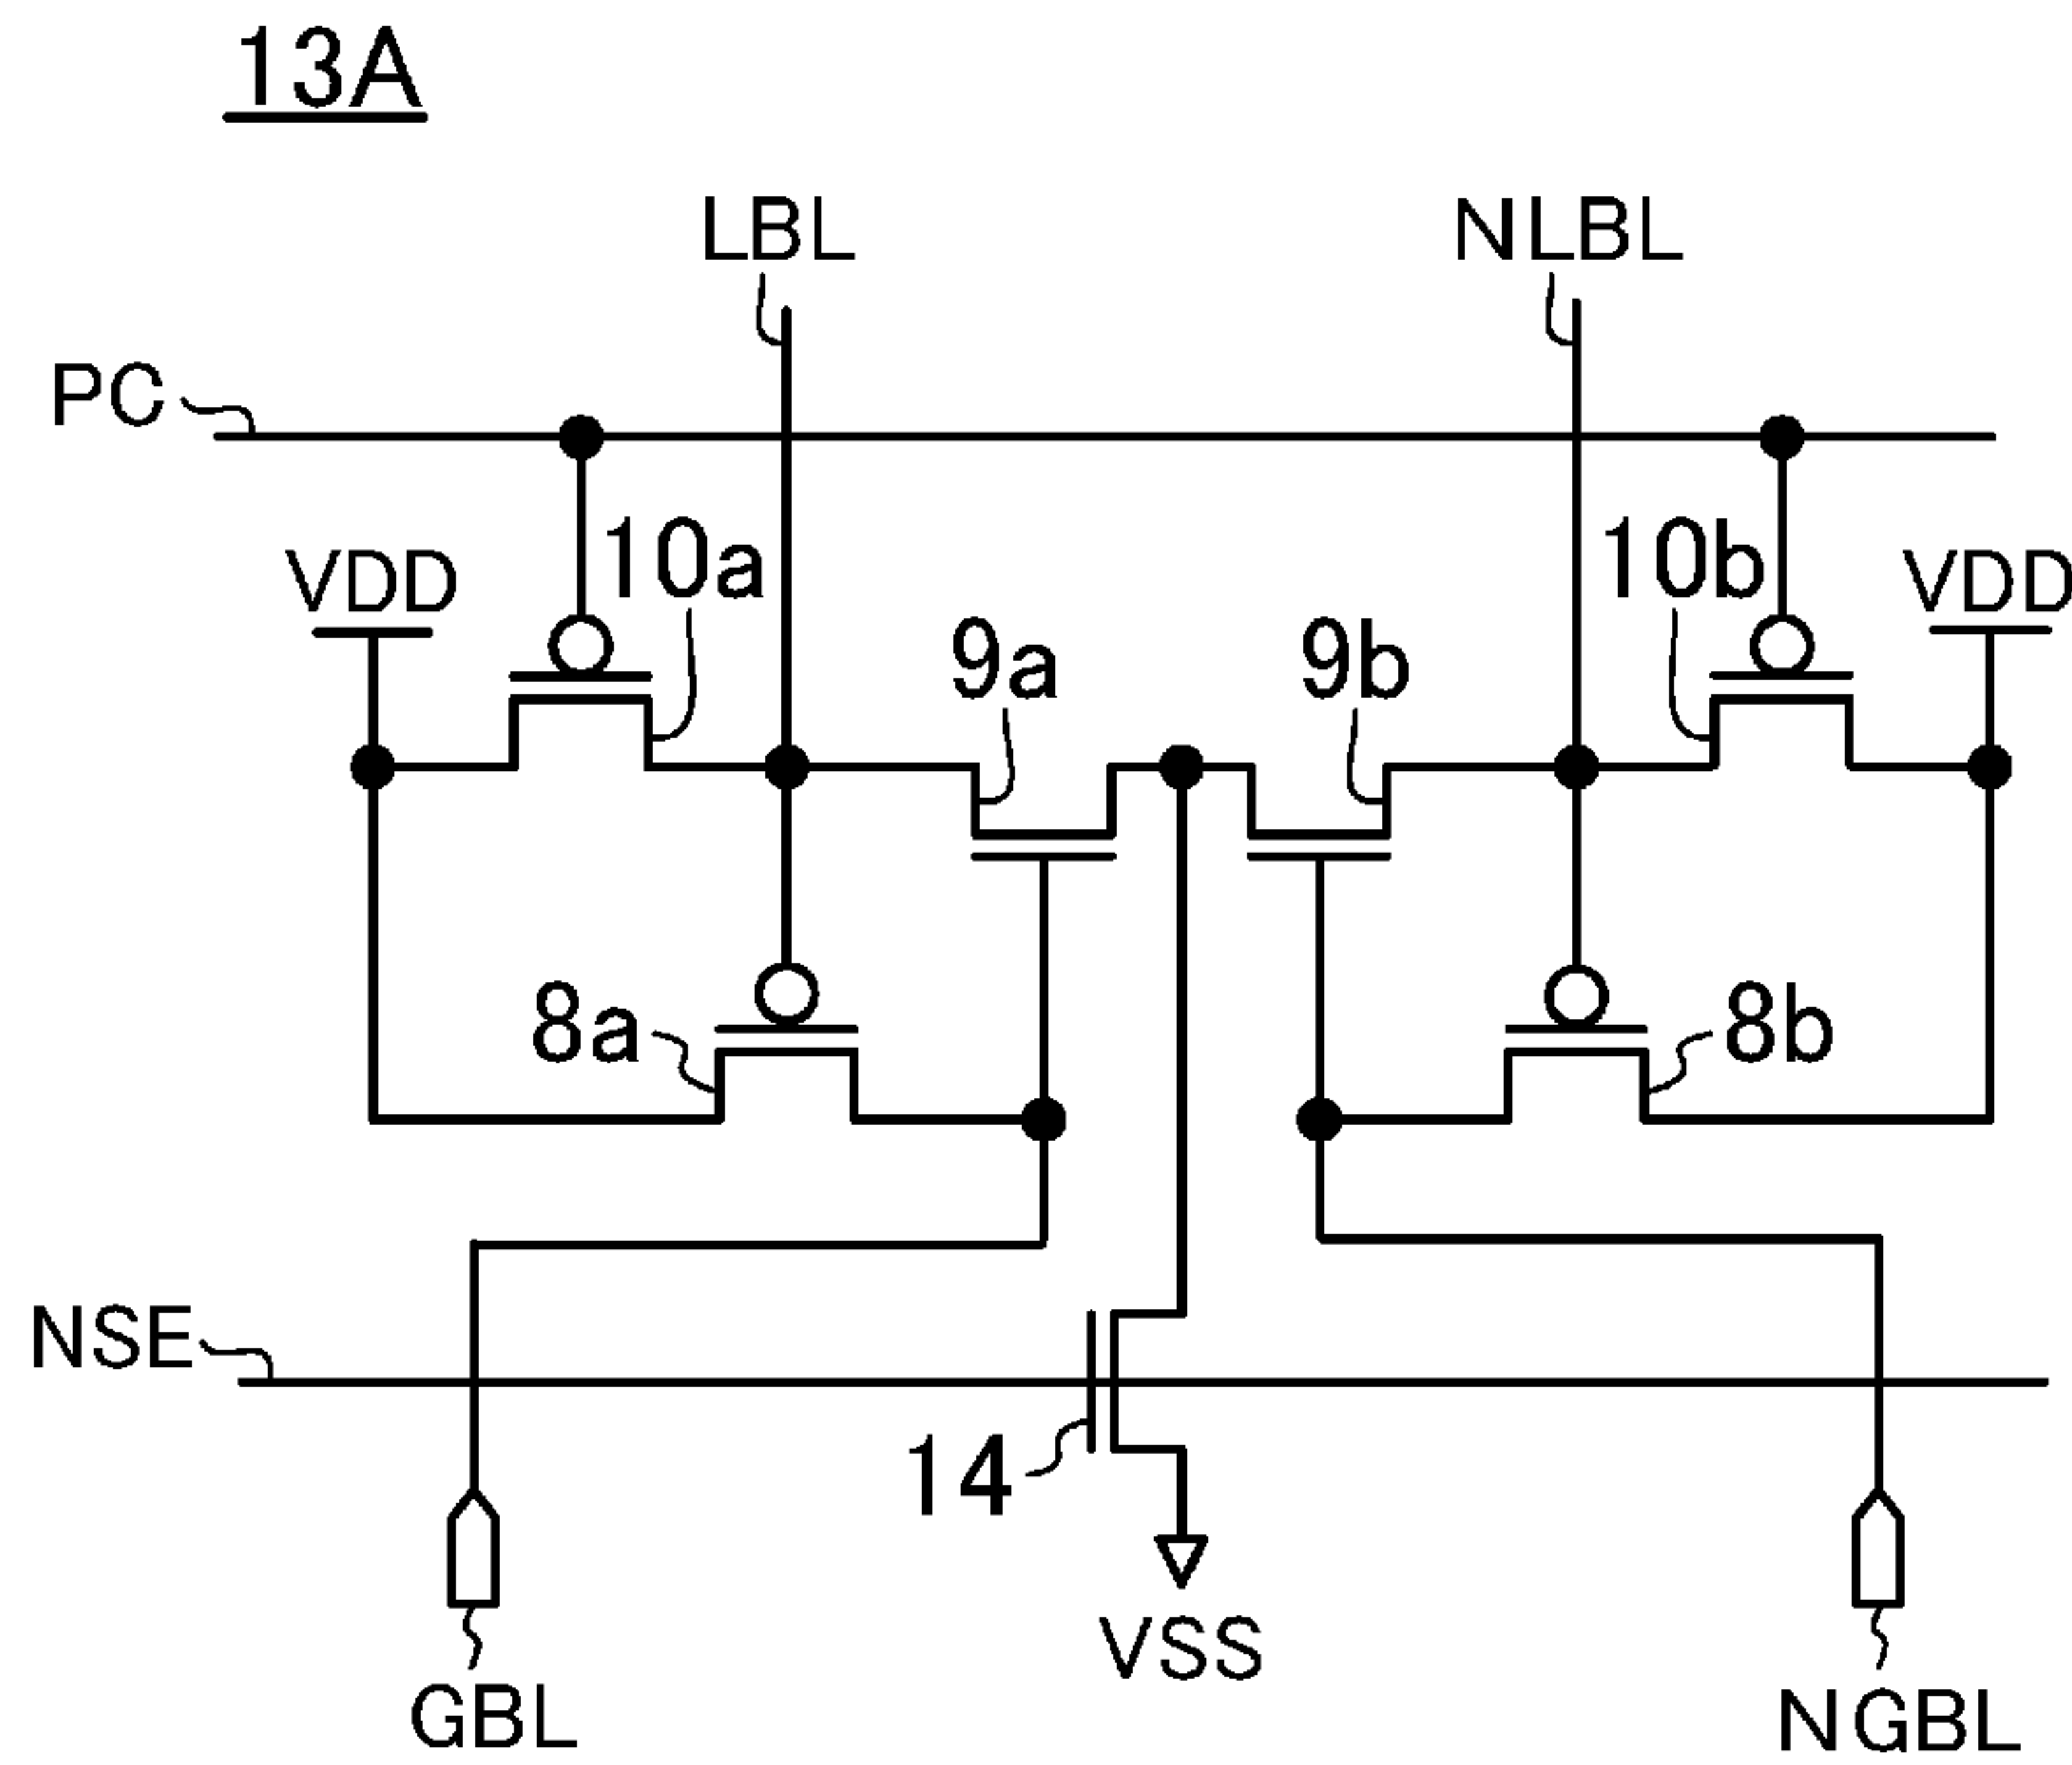 13A
LBL
NLBL
PC
10a
10b
VDD
VDD
9a
9b
8a
8b
NSE
14
VSS
GBL
NGBL